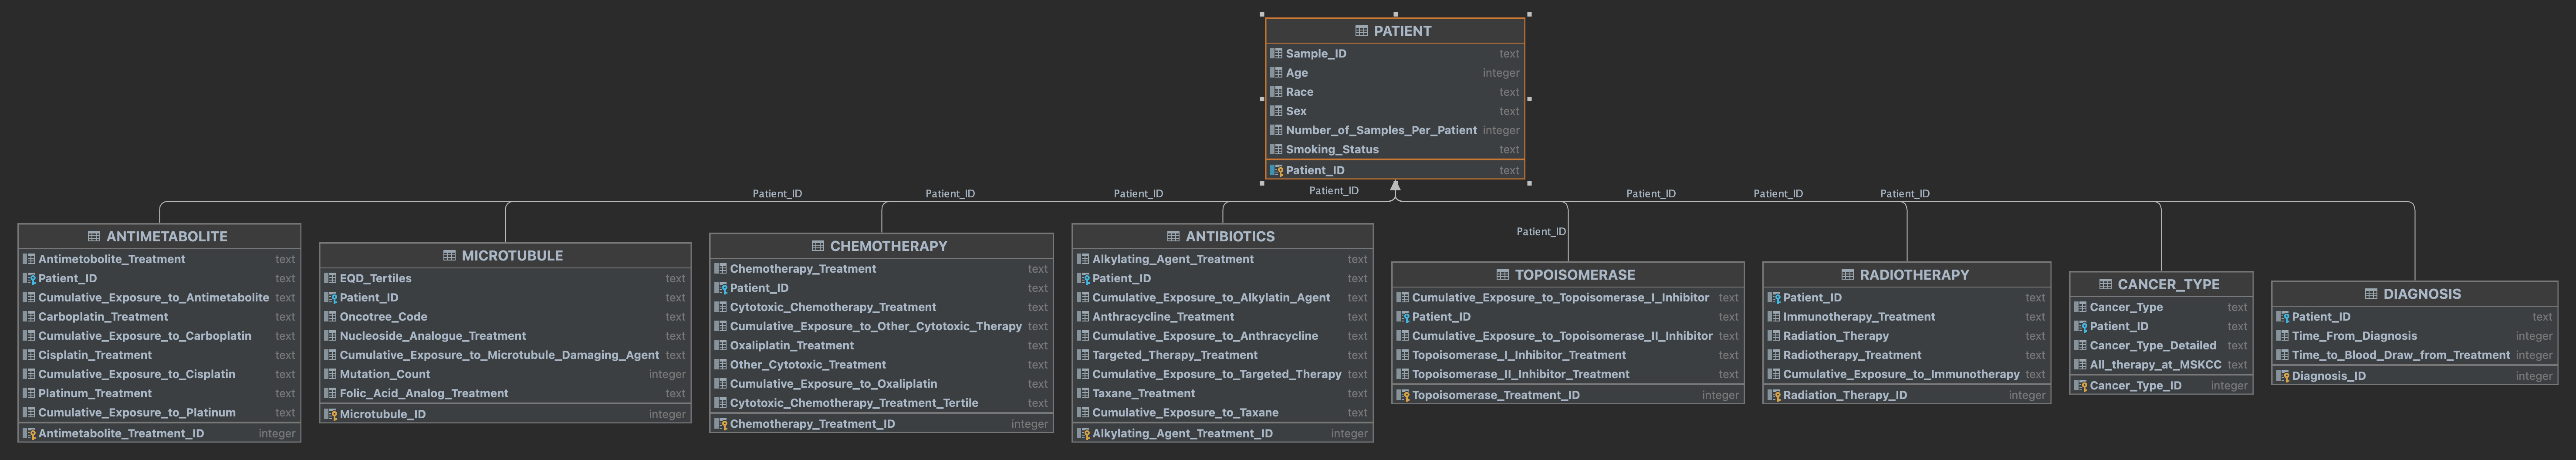 PATIENT
Sample_ID text
Age integer
Race text
Sex text
Number_of_Samples_Per_Patient integer
Smoking_Status text
Patient_ID text
Patient_ID
Patient_ID
Patient_ID
Patient_ID
Patient_ID
Patient_ID
Patient_ID
Patient_ID
ANTIMETABOLITE
Antimetobolite_Treatment text
Patient_ID text
Cumulative_Exposure_to_Antimetabolite text
Carboplatin_Treatment text
Cumulative_Exposure_to_Carboplatin text
Cisplatin_Treatment text
Cumulative_Exposure_to_Cisplatin text
Platinum_Treatment text
Cumulative_Exposure_to_Platinum text
Antimetabolite_Treatment_ID integer
MICROTUBULE
EQD_Tertiles text
Patient_ID text
Oncotree_Code text
Nucleoside_Analogue_Treatment text
Cumulative_Exposure_to_Microtubule_Damaging_Agent text
Mutation_Count integer
Folic_Acid_Analog_Treatment text
Microtubule_ID integer
CHEMOTHERAPY
Chemotherapy_Treatment text
Patient_ID text
Cytotoxic_Chemotherapy_Treatment text
Cumulative_Exposure_to_Other_Cytotoxic_Therapy text
Oxaliplatin_Treatment text
Other_Cytotoxic_Treatment text
Cumulative_Exposure_to_Oxaliplatin text
Cytotoxic_Chemotherapy_Treatment_Tertile text
Chemotherapy_Treatment_ID integer
ANTIBIOTICS
Alkylating_Agent_Treatment text
Patient_ID text
Cumulative_Exposure_to_Alkylatin_Agent text
Anthracycline_Treatment text
Cumulative_Exposure_to_Anthracycline text
Targeted_Therapy_Treatment text
Cumulative_Exposure_to_Targeted_Therapy text
Taxane_Treatment text
Cumulative_Exposure_to_Taxane text
Alkylating_Agent_Treatment_ID integer
TOPOISOMERASE
Cumulative_Exposure_to_Topoisomerase_I_Inhibitor text
Patient_ID text
Cumulative_Exposure_to_Topoisomerase_II_Inhibitor text
Topoisomerase_I_Inhibitor_Treatment text
Topoisomerase_II_Inhibitor_Treatment text
Topoisomerase_Treatment_ID integer
RADIOTHERAPY
Patient_ID text
Immunotherapy_Treatment text
Radiation_Therapy text
Radiotherapy_Treatment text
Cumulative_Exposure_to_Immunotherapy text
Radiation_Therapy_ID integer
CANCER_TYPE
Cancer_Type text
Patient_ID text
Cancer_Type_Detailed text
All_therapy_at_MSKCC text
Cancer_Type_ID integer
DIAGNOSIS
Patient_ID text
Time_From_Diagnosis integer
Time_to_Blood_Draw_from_Treatment integer
Diagnosis_ID integer